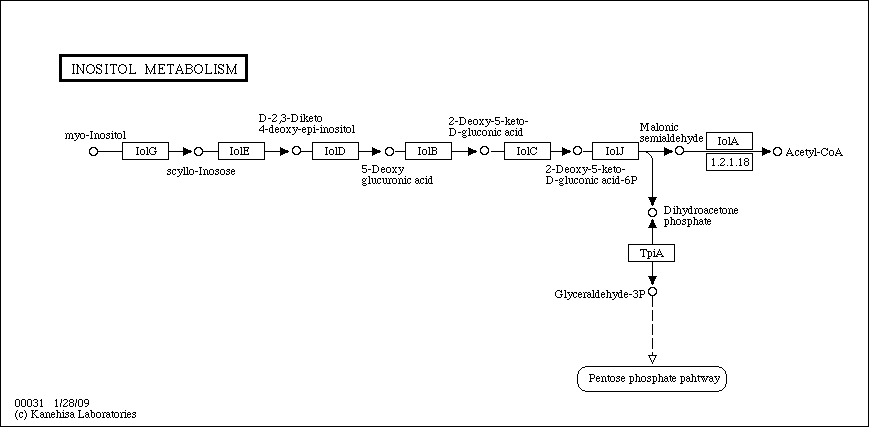 INOSITOL METABOLISM
myo-Inositol
IolG
scyllo-Inosose
IolE
D-2,3-Diketo
4-deoxy-epi-inositol
IolD
5-Deoxy
glucuronic acid
IolB
2-Deoxy-5-keto-
D-gluconic acid
IolC
2-Deoxy-5-keto-
D-gluconic acid-6P
IolJ
Malonic
semialdehyde
IolA
1.2.1.18
Acetyl-CoA
Dihydroacetone
phosphate
TpiA
Glyceraldehyde-3P
Pentose phosphate pahtway
00031 1/28/09
(c) Kanehisa Laboratories